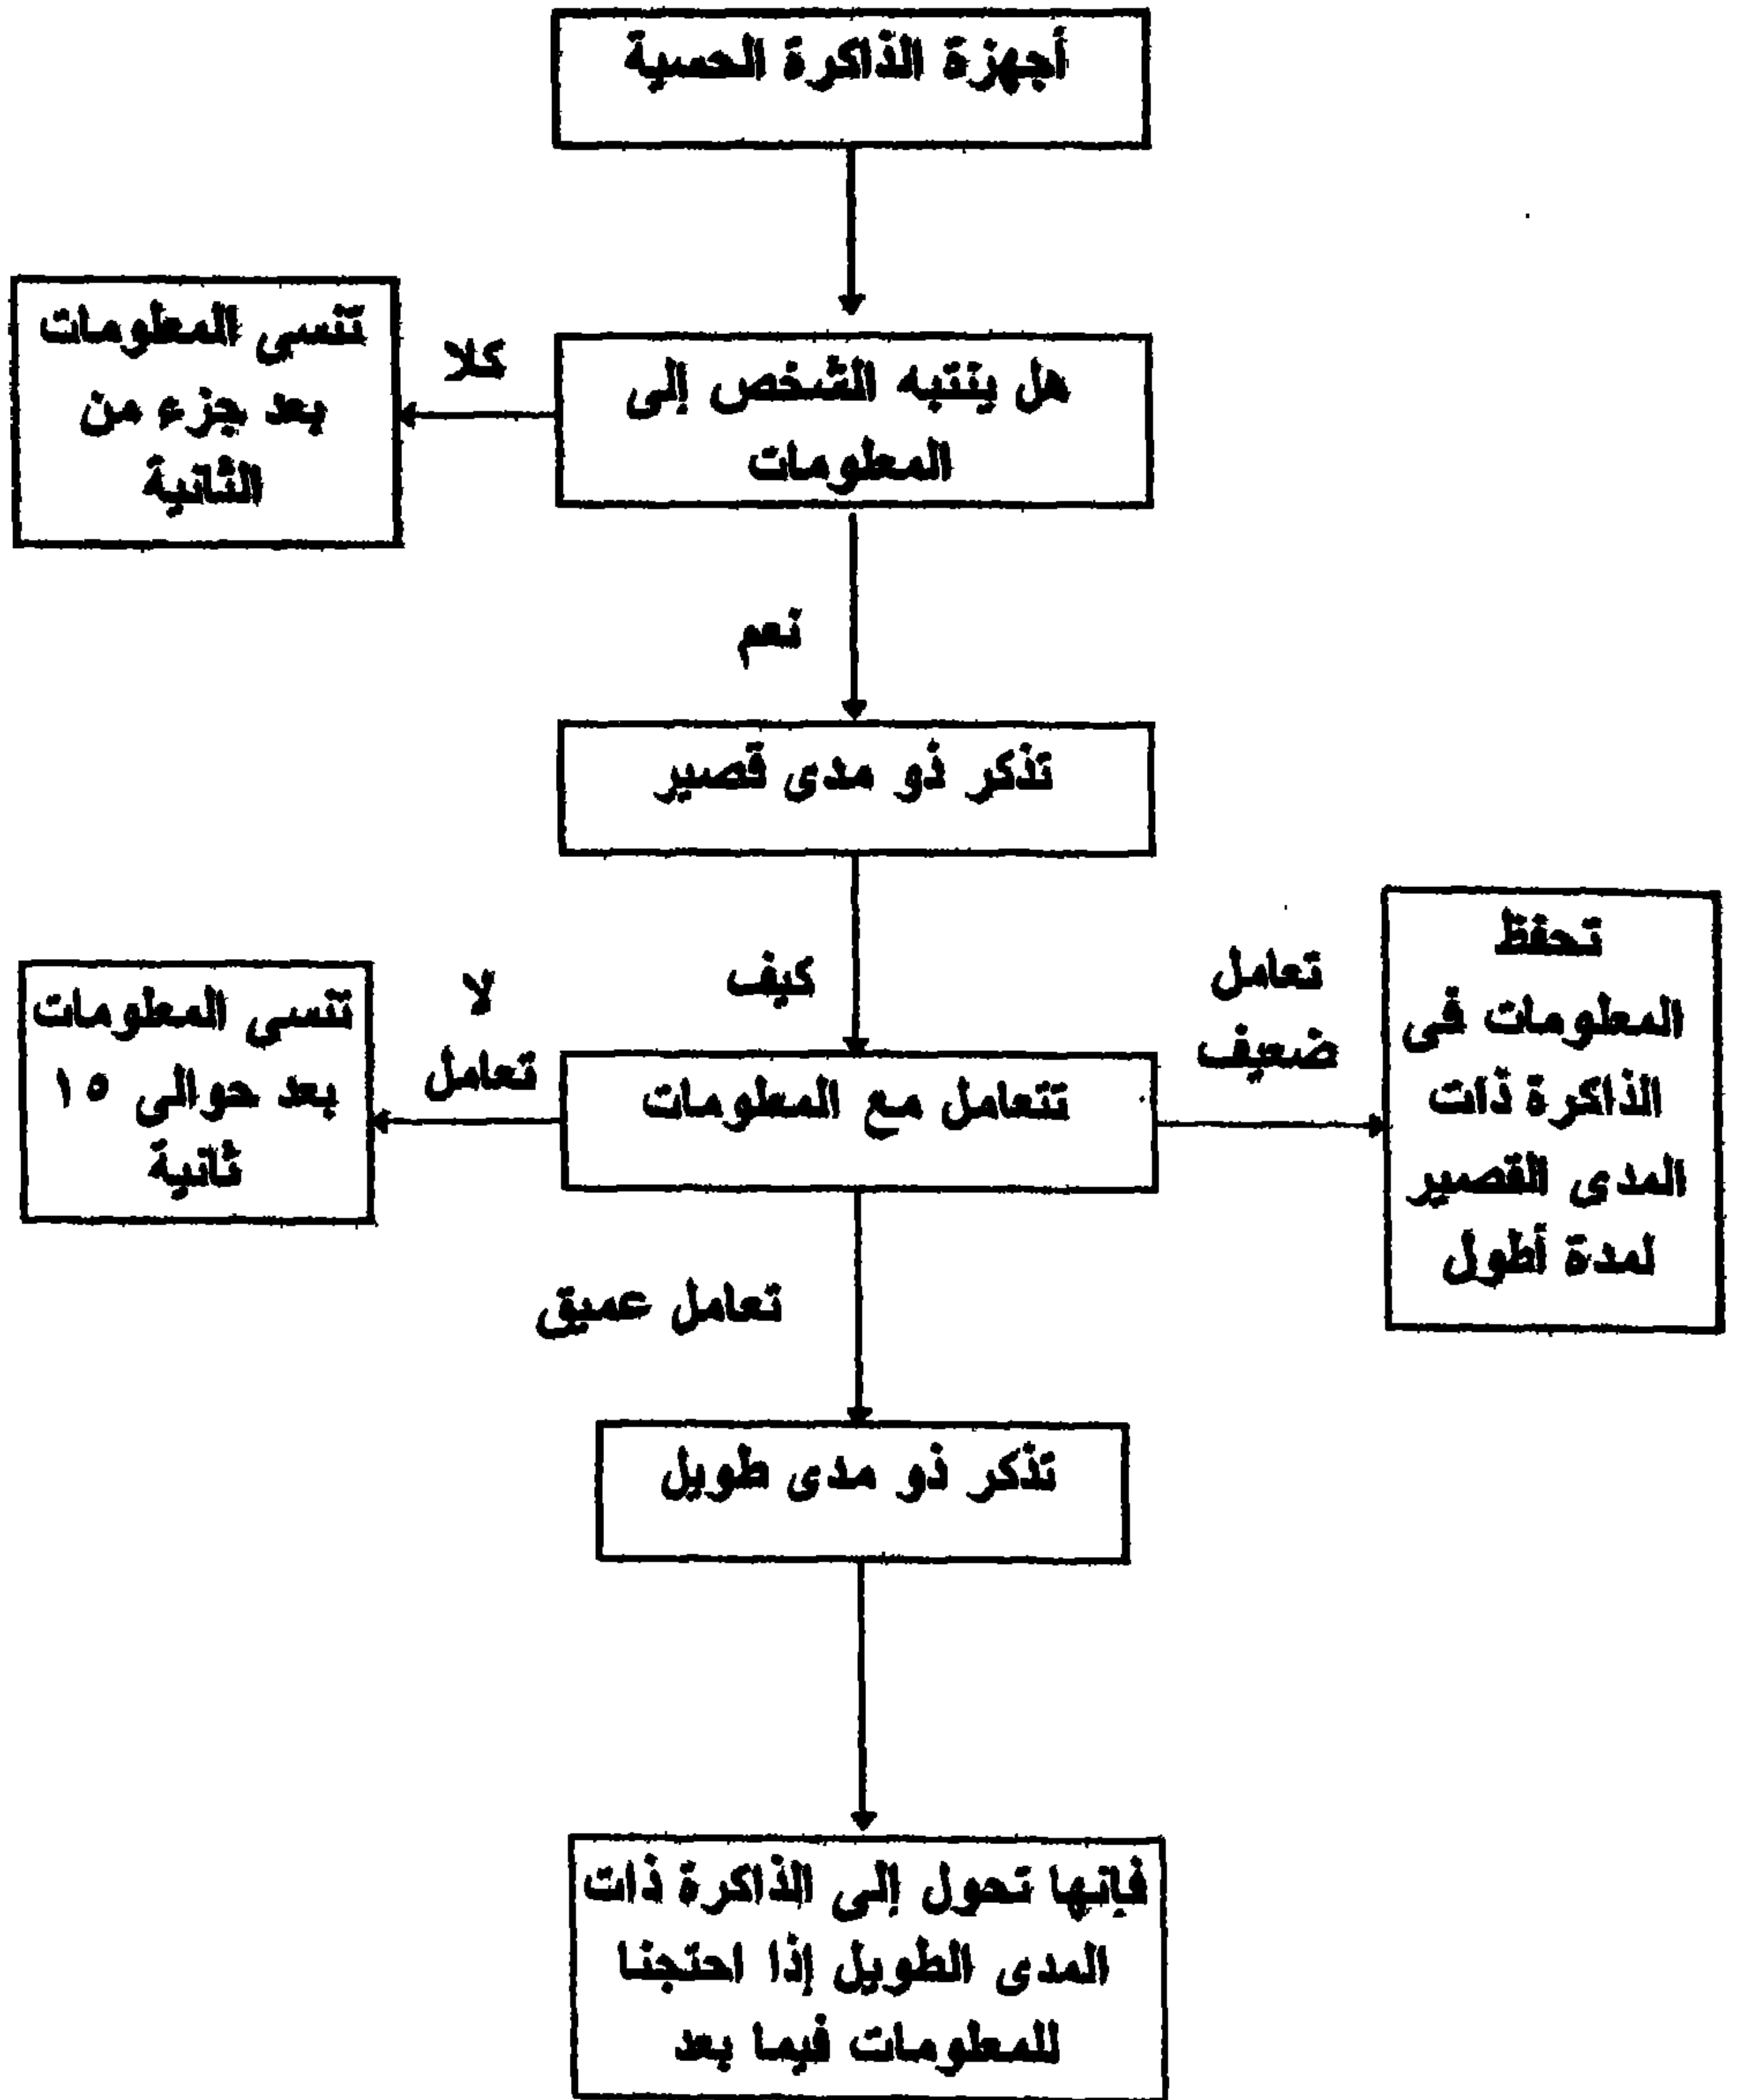 أجهزة الذاكرة الحسية
هل ينتبه الشخص إلى
المعلومات
كلا
تنسى المعلومات
بعد جزء من
الثانية
نعم
تذكر ذو مدى قصير
كيف
تتعامل مع المعلومات
تعامل
ضعيف
تحفظ
المعلومات فى
الذاكرة ذات
المدى القصير
لمدة أطول
لا
تعامل
تنسى المعلومات
بعد حوالى ١٥
ثانية
تعامل عميق
تذكر ذو مدى طويل
فإنها تحول إلى الذاكرة ذات
المدى الطويل إذا احتجنا
للمعلومات فيما بعد